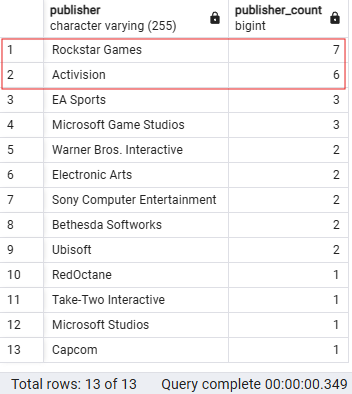 publisher publisher_count
character varying (255) bigint
1 Rockstar Games 7
2 Activision 6
3 EA Sports 3
4 Microsoft Game Studios 3
5 Warner Bros. Interactive 2
6 Electronic Arts 2
7 Sony Computer Entertainment 2
8 Bethesda Softworks 2
9 Ubisoft 2
10 RedOctane 1
11 Take-Two Interactive 1
12 Microsoft Studios 1
13 Capcom 1
Total rows: 13 of 13 Query complete 00:00:00.349